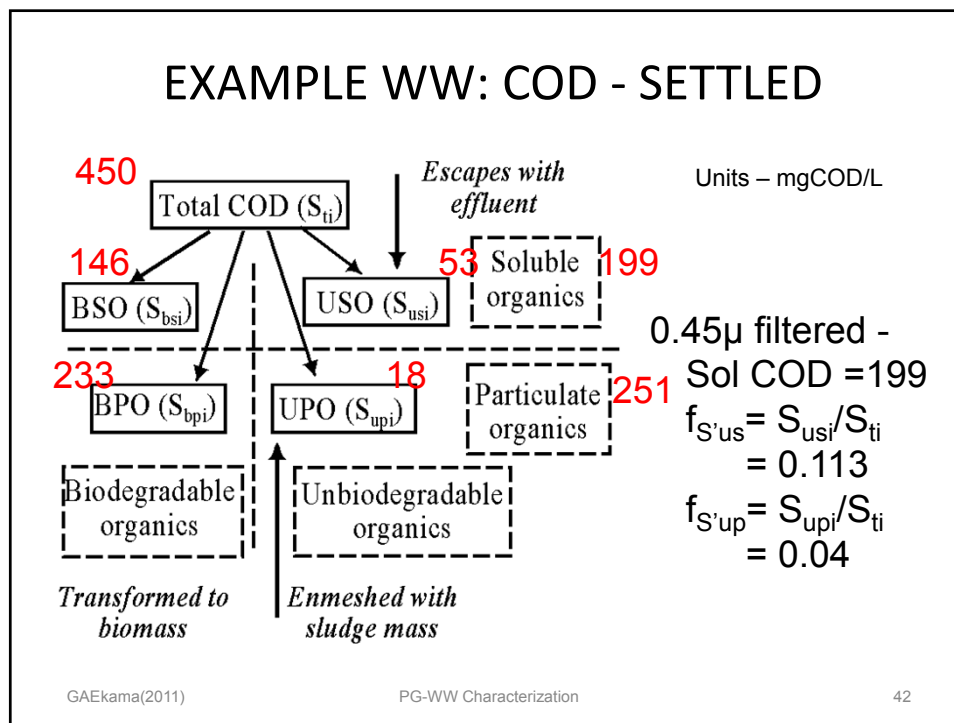 EXAMPLE WW: COD - SETTLED
450
Total COD (Sti)
Escapes with
effluent
Units – mgCOD/L
146
BSO (Sbsi)
53
USO (Susi)
Soluble
organics
199
233
BPO (Sbpi)
18
UPO (Supi)
Particulate
organics
251
Biodegradable
organics
Unbiodegradable
organics
Transformed to
biomass
Enmeshed with
sludge mass
0.45µ filtered -
Sol COD =199
fS'us= Susi/Sti
= 0.113
fS'up= Supi/Sti
= 0.04
GAEkama(2011)
PG-WW Characterization
42